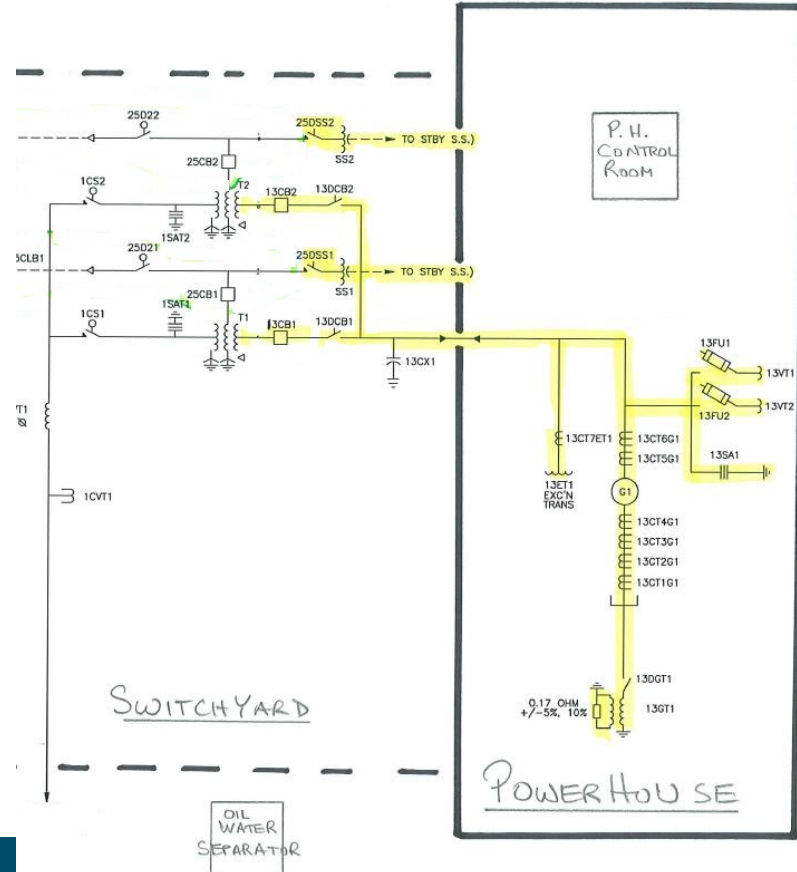 25D22
25DSS2
TO STBY S.S.)
SS2
25CB2
1CS2
T2
13CB2
13DCB2
1SAT2
25D21
25DSS1
CLB1
TO STBY S.S.)
SS1
25CB1
1CS1
1SAT1
T1
13CB1
13DCB1
13CX1
T1
Ø
1CVT1
SWITCHYARD
OIL
WATER
SEPARATOR
P.H.
CONTROL
ROOM
13FU1
13VT1
13VT2
13FU2
13CT7ET1
13CT6G1
13CT5G1
13SA1
13ET1
EXC'N
TRANS
G1
13CT4G1
13CT3G1
13CT2G1
13CT1G1
13DGT1
0.17 OHM
+/-5%, 10%
13GT1
POWERHOUSE